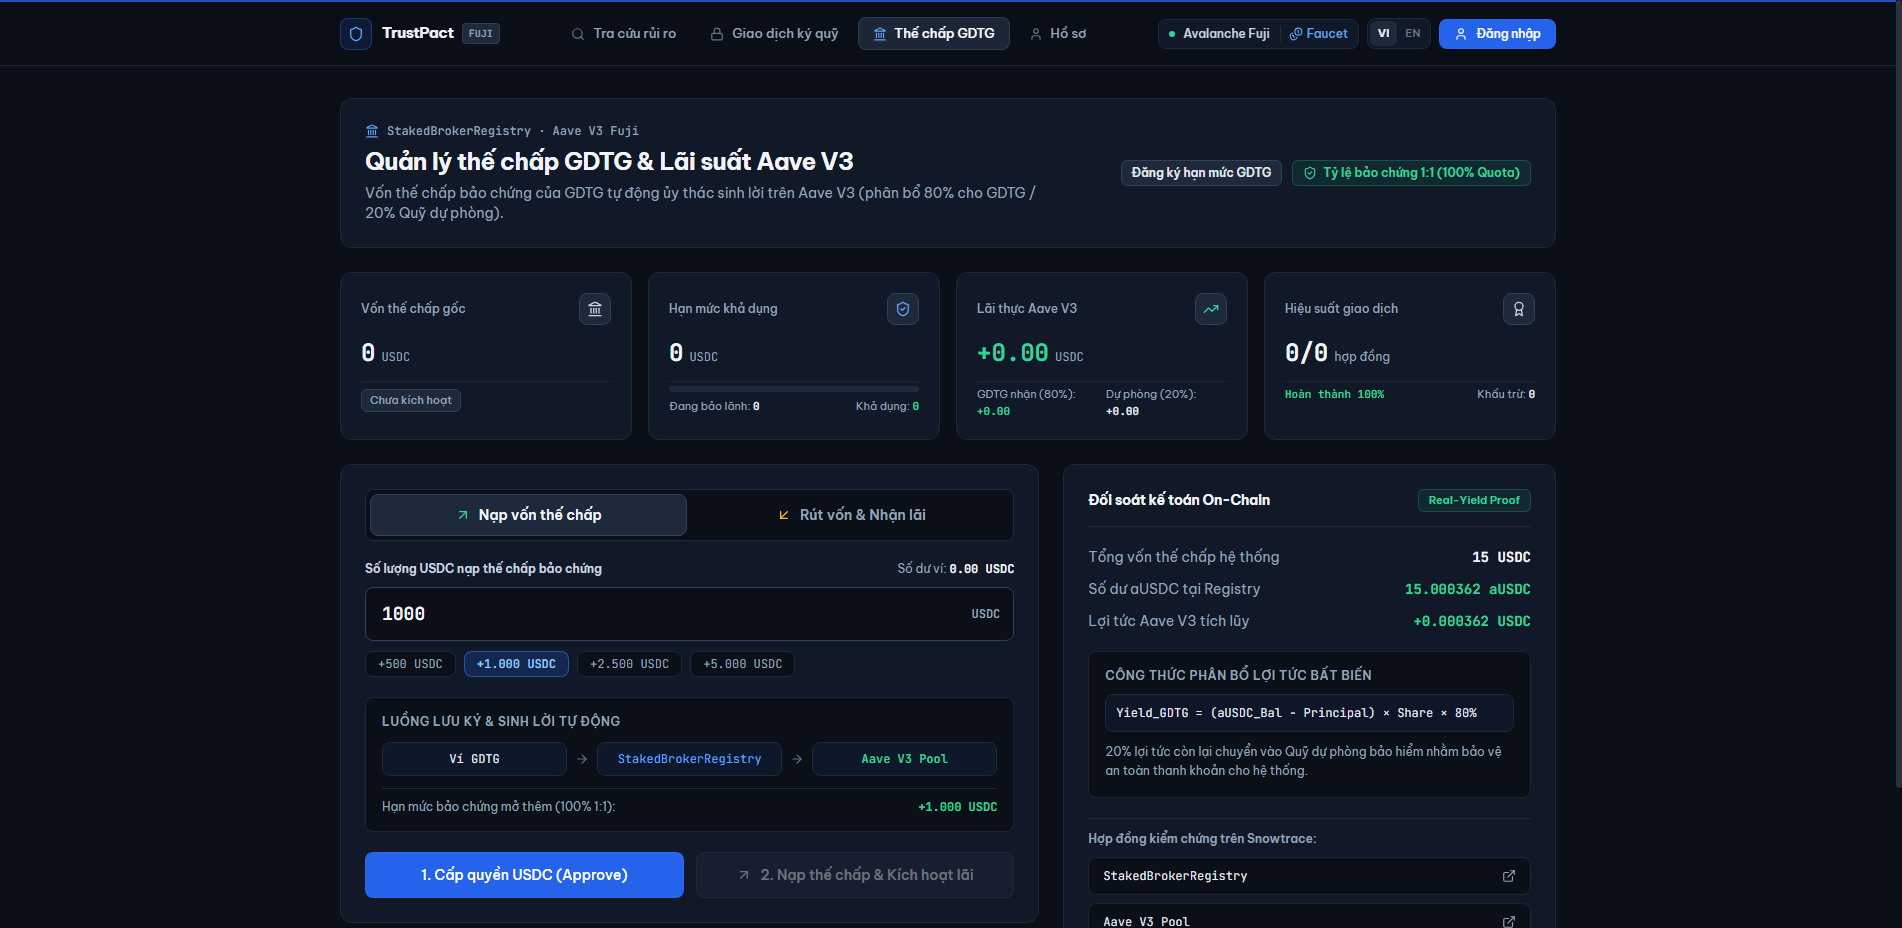 TrustPact FUJI
Tra cứu rủi ro
Giao dịch ký quỹ
Thế chấp GDTG
Hồ sơ
Avalanche Fuji
Faucet
VI EN
Đăng nhập
StakedBrokerRegistry · Aave V3 Fuji
Quản lý thế chấp GDTG & Lãi suất Aave V3
Vốn thế chấp bảo chứng của GDTG tự động ủy thác sinh lời trên Aave V3 (phân bổ 80% cho GDTG /
20% Quỹ dự phòng).
Đăng ký hạn mức GDTG
Tỷ lệ bảo chứng 1:1 (100% Quota)
Vốn thế chấp gốc
0 USDC
Chưa kích hoạt
Hạn mức khả dụng
0 USDC
Đang bảo lãnh: 0
Khả dụng: 0
Lãi thực Aave V3
+0.00 USDC
GDTG nhận (80%):
+0.00
Dự phòng (20%):
+0.00
Hiệu suất giao dịch
0/0 hợp đồng
Hoàn thành 100%
Khấu trừ: 0
Nạp vốn thế chấp
Rút vốn & Nhận lãi
Số lượng USDC nạp thế chấp bảo chứng
Số dư ví: 0.00 USDC
1000
USDC
+500 USDC
+1.000 USDC
+2.500 USDC
+5.000 USDC
LUỒNG LƯU KÝ & SINH LỜI TỰ ĐỘNG
Ví GDTG
StakedBrokerRegistry
Aave V3 Pool
Hạn mức bảo chứng mở thêm (100% 1:1):
+1.000 USDC
1. Cấp quyền USDC (Approve)
2. Nạp thế chấp & Kích hoạt lãi
Đối soát kế toán On-Chain
Real-Yield Proof
Tổng vốn thế chấp hệ thống
15 USDC
Số dư aUSDC tại Registry
15.000362 aUSDC
Lợi tức Aave V3 tích lũy
+0.000362 USDC
CÔNG THỨC PHÂN BỔ LỢI TỨC BẤT BIẾN
Yield_GDTG = (aUSDC_Bal - Principal) × Share × 80%
20% lợi tức còn lại chuyển vào Quỹ dự phòng bảo hiểm nhằm bảo vệ
an toàn thanh khoản cho hệ thống.
Hợp đồng kiểm chứng trên Snowtrace:
StakedBrokerRegistry
Aave V3 Pool